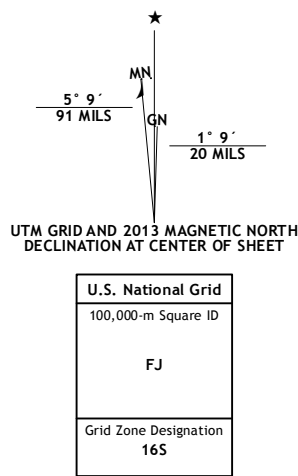 ★
MN
GN
5° 9´
91 MILS
1° 9´
20 MILS
UTM GRID AND 2013 MAGNETIC NORTH
DECLINATION AT CENTER OF SHEET
U.S. National Grid
100,000-m Square ID
FJ
Grid Zone Designation
16S